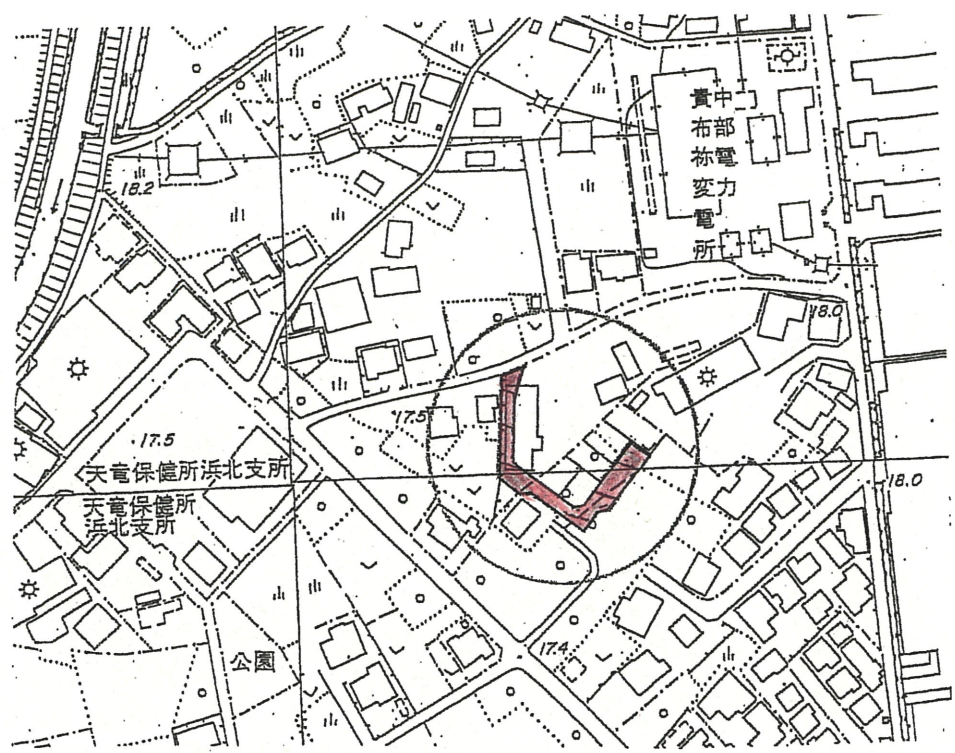 中部電力
貴布祢変電所
18.2
18.0
17.5
17.5
天竜保健所浜北支所
天竜保健所
浜北支所
18.0
公園
17.4